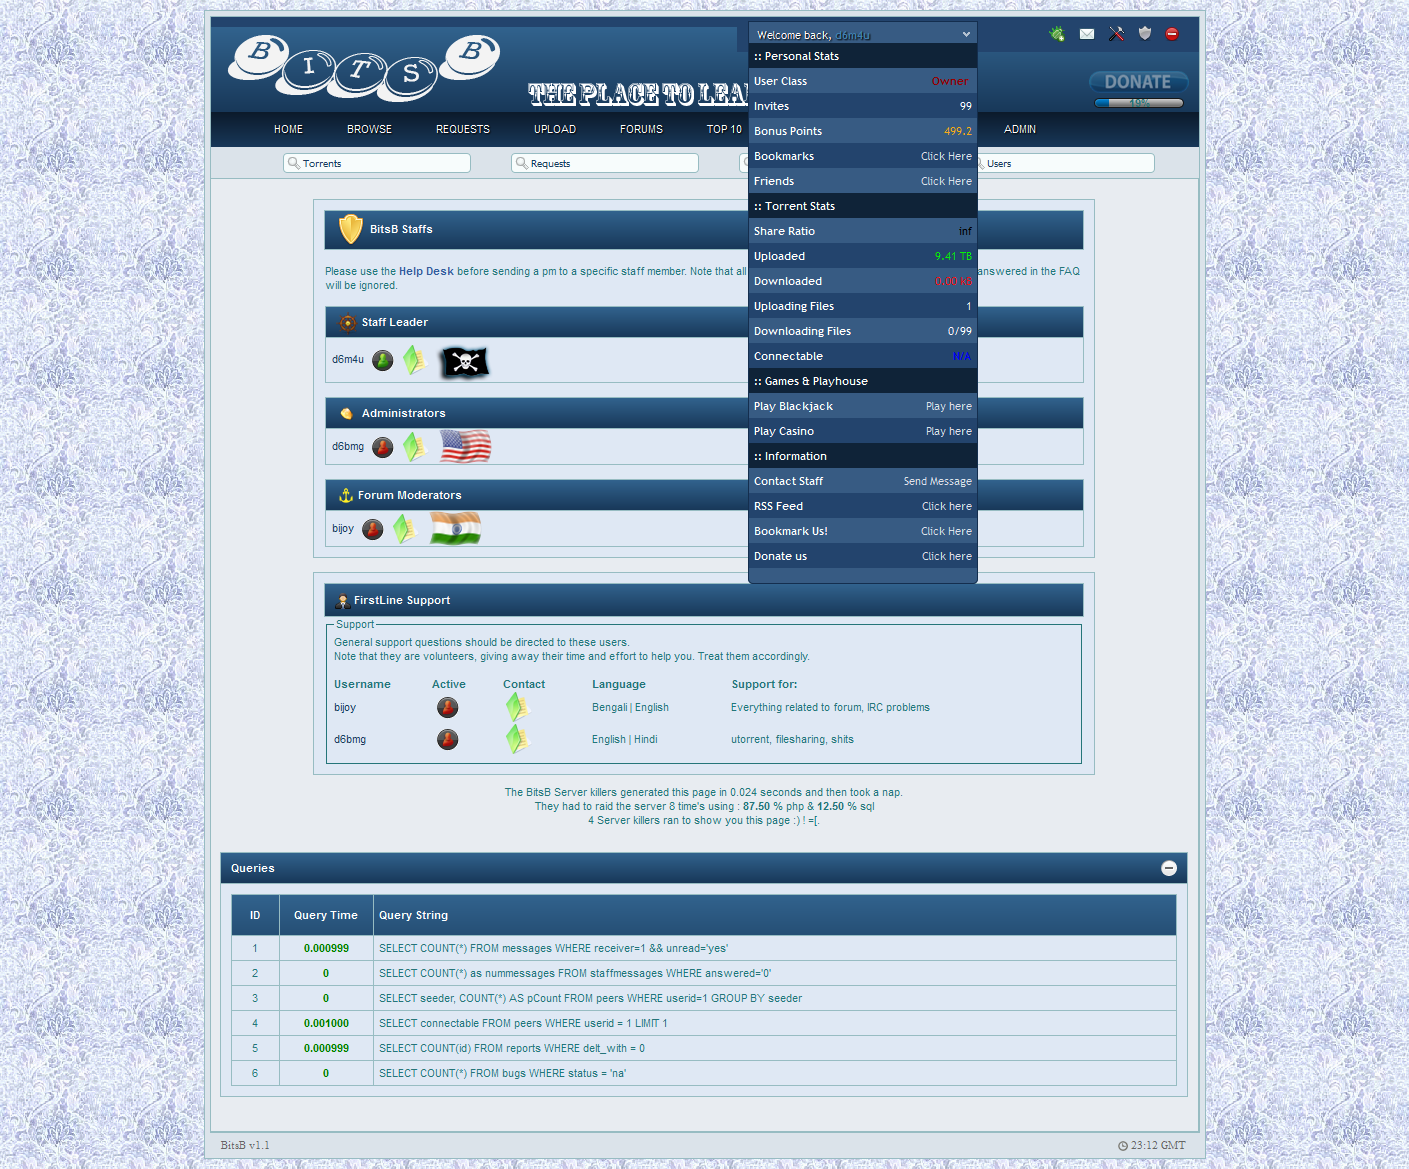 BITSB
THE PLACE TO LEA
Welcome back, d6m4u
DONATE
19%
HOME BROWSE REQUESTS UPLOAD FORUMS TOP 10 ADMIN
Torrents Requests Users
:: Personal Stats
User Class Owner
Invites 99
Bonus Points 499.2
Bookmarks Click Here
Friends Click Here
:: Torrent Stats
Share Ratio inf
Uploaded 9.41 TB
Downloaded 0.00 kB
Uploading Files 1
Downloading Files 0/99
Connectable N/A
:: Games & Playhouse
Play Blackjack Play here
Play Casino Play here
:: Information
Contact Staff Send Message
RSS Feed Click here
Bookmark Us! Click Here
Donate us Click here
BitsB Staffs
Please use the Help Desk before sending a pm to a specific staff member. Note that all answered in the FAQ
will be ignored.
Staff Leader
d6m4u
Administrators
d6bmg
Forum Moderators
bijoy
FirstLine Support
Support
General support questions should be directed to these users.
Note that they are volunteers, giving away their time and effort to help you. Treat them accordingly.
Username Active Contact Language Support for:
bijoy Bengali | English Everything related to forum, IRC problems
d6bmg English | Hindi utorrent, filesharing, shits
The BitsB Server killers generated this page in 0.024 seconds and then took a nap.
They had to raid the server 8 time's using : 87.50 % php & 12.50 % sql
4 Server killers ran to show you this page :) ! =[.
Queries
ID Query Time Query String
1 0.000999 SELECT COUNT(*) FROM messages WHERE receiver=1 && unread='yes'
2 0 SELECT COUNT(*) as nummessages FROM staffmessages WHERE answered='0'
3 0 SELECT seeder, COUNT(*) AS pCount FROM peers WHERE userid=1 GROUP BY seeder
4 0.001000 SELECT connectable FROM peers WHERE userid = 1 LIMIT 1
5 0.000999 SELECT COUNT(id) FROM reports WHERE delt_with = 0
6 0 SELECT COUNT(*) FROM bugs WHERE status = 'na'
BitsB v1.1 23:12 GMT